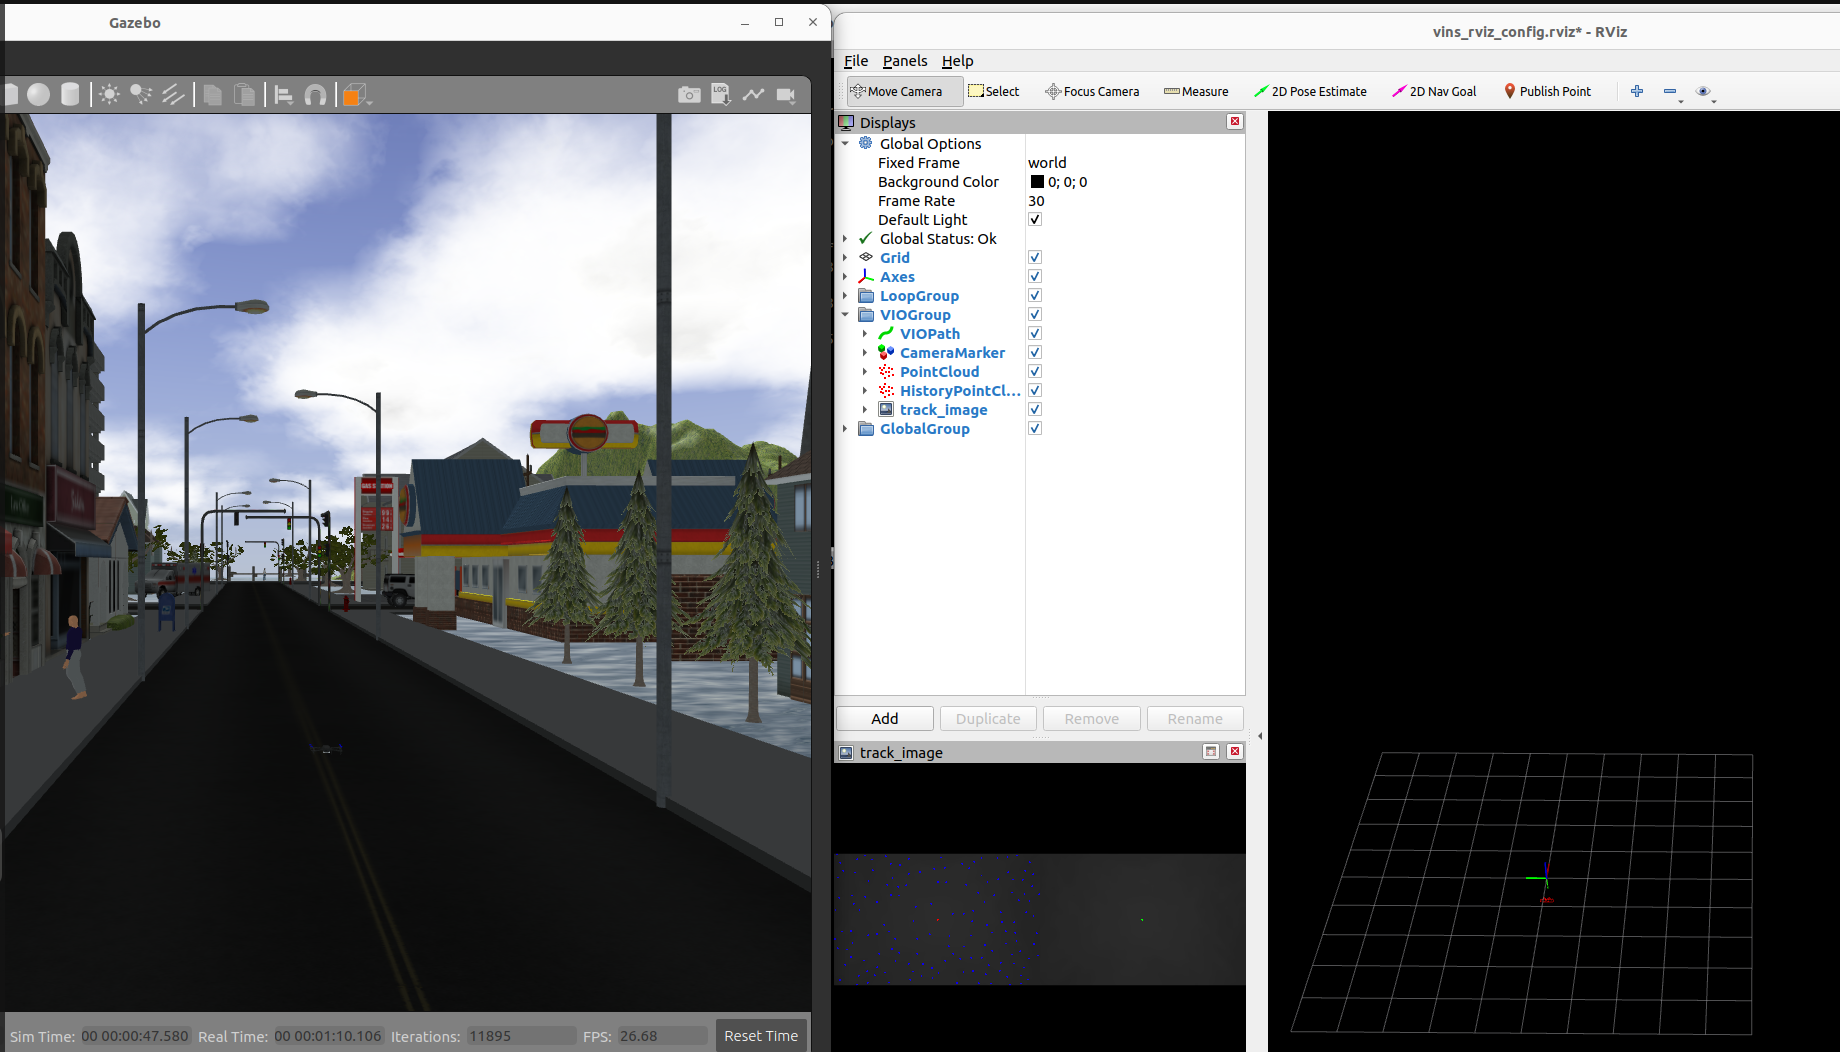 Gazebo
LOG
GAS STATION
Sim Time: 00 00:00:47.580 Real Time: 00 00:01:10.106 Iterations: 11895 FPS: 26.68 Reset Time
vins_rviz_config.rviz* - RViz
File Panels Help
Move Camera Select Focus Camera Measure 2D Pose Estimate 2D Nav Goal Publish Point
Displays
Global Options
Fixed Frame world
Background Color 0; 0; 0
Frame Rate 30
Default Light
Global Status: Ok
Grid
Axes
LoopGroup
VIOGroup
VIOPath
CameraMarker
PointCloud
HistoryPointCl...
track_image
GlobalGroup
Add Duplicate Remove Rename
track_image